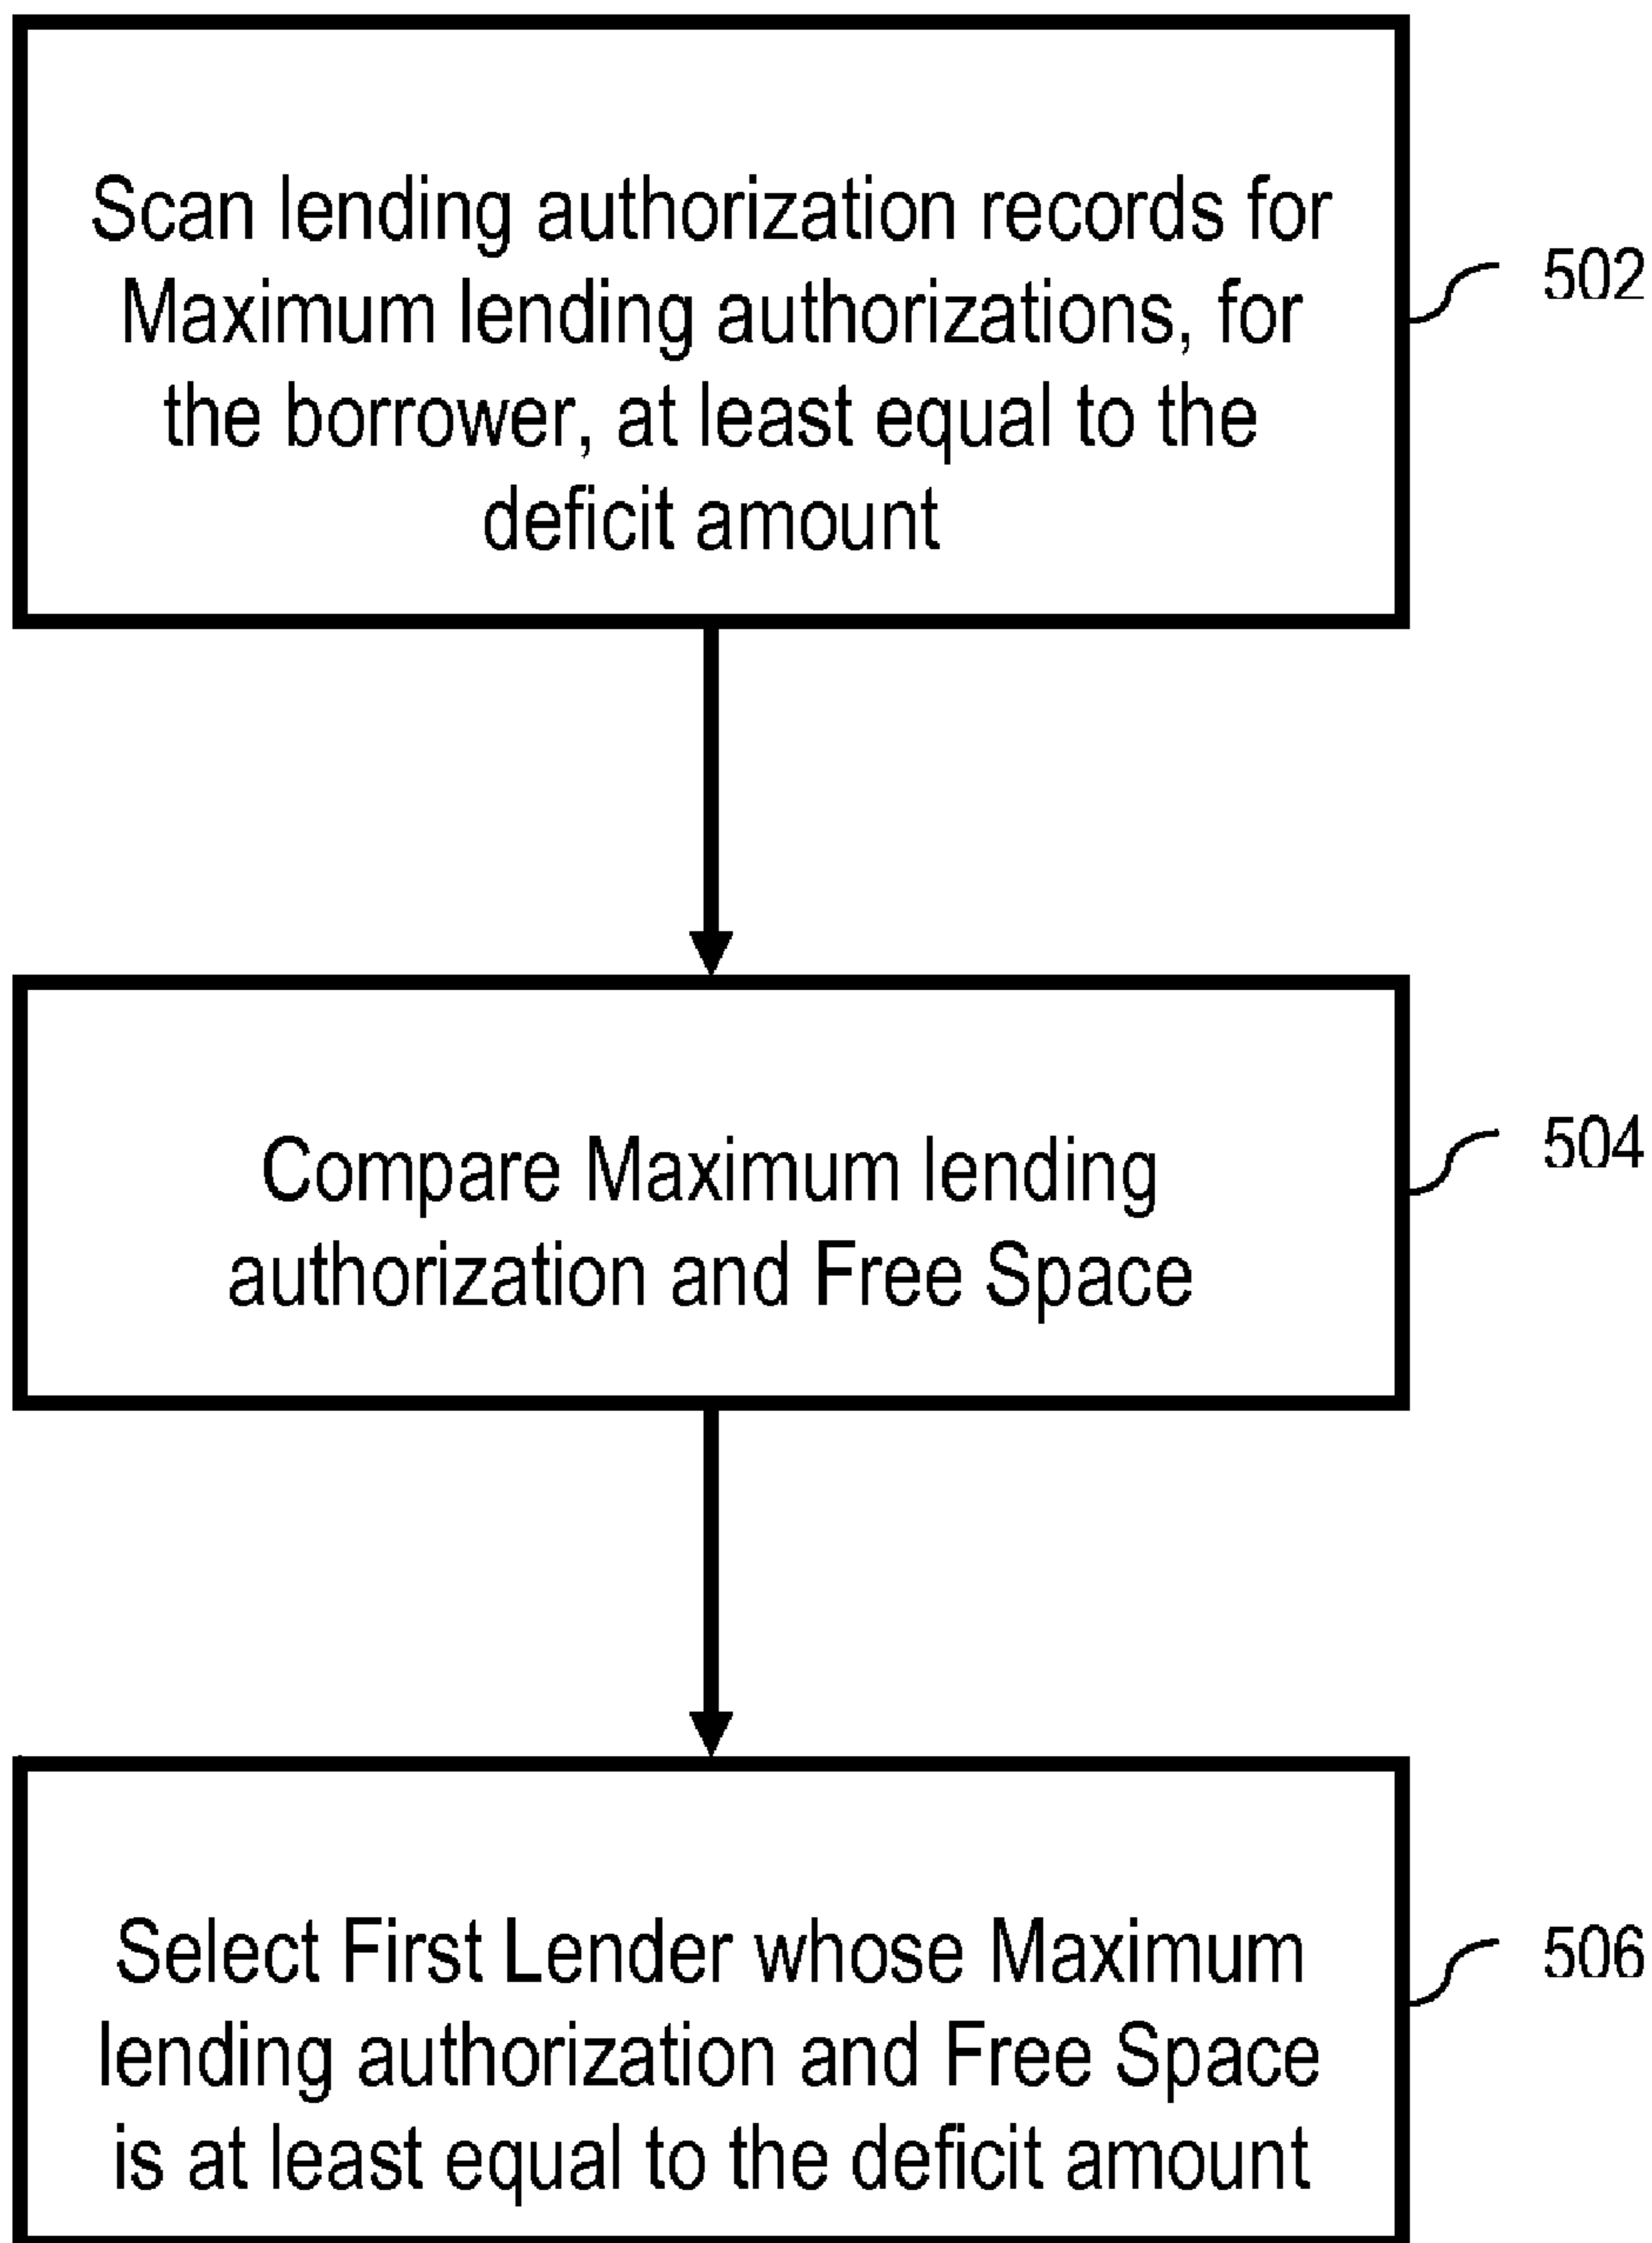 Scan lending authorization records for
Maximum lending authorizations, for
the borrower, at least equal to the
deficit amount
502
Compare Maximum lending
authorization and Free Space
504
Select First Lender whose Maximum
lending authorization and Free Space
is at least equal to the deficit amount
506